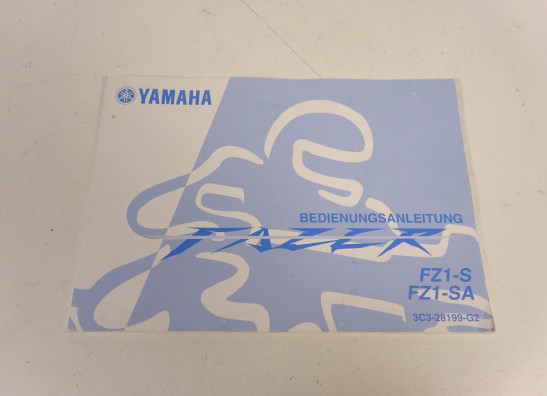 YAMAHA
BEDIENUNGSANLEITUNG
FAZER
FZ1-S
FZ1-SA
3C3-28199-G2